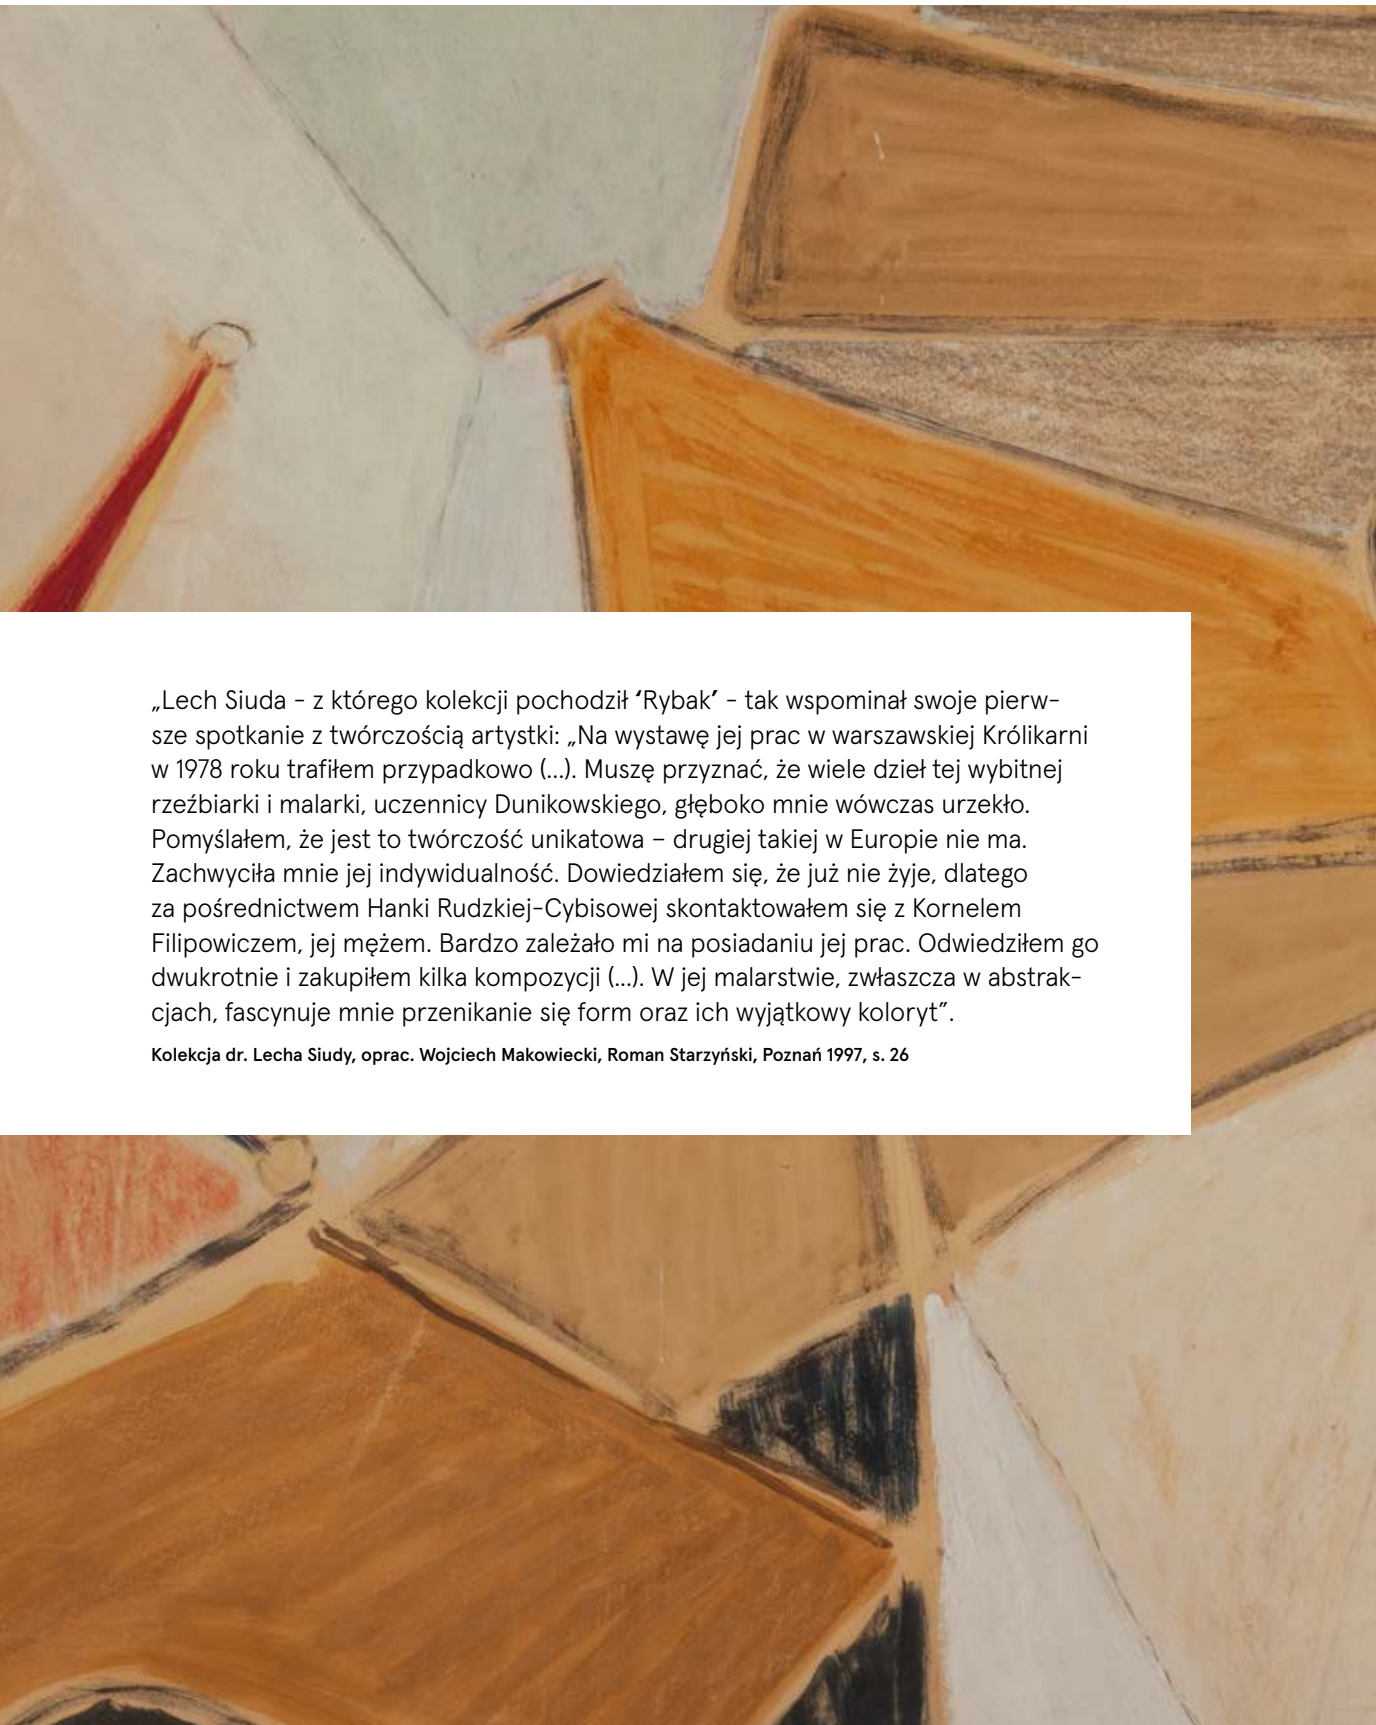 „Lech Siuda - z którego kolekcji pochodził ‘Rybak’ - tak wspominał swoje pierw-
sze spotkanie z twórczością artystki: „Na wystawę jej prac w warszawskiej Królikarni
w 1978 roku trafiłem przypadkowo (...). Muszę przyznać, że wiele dzieł tej wybitnej
rzeźbiarki i malarki, uczennicy Dunikowskiego, głęboko mnie wówczas urzekło.
Pomyślałem, że jest to twórczość unikatowa – drugiej takiej w Europie nie ma.
Zachwyciła mnie jej indywidualność. Dowiedziałem się, że już nie żyje, dlatego
za pośrednictwem Hanki Rudzkiej-Cybisowej skontaktowałem się z Kornelem
Filipowiczem, jej mężem. Bardzo zależało mi na posiadaniu jej prac. Odwiedziłem go
dwukrotnie i zakupiłem kilka kompozycji (...). W jej malarstwie, zwłaszcza w abstrak-
cjach, fascynuje mnie przenikanie się form oraz ich wyjątkowy koloryt”.
Kolekcja dr. Lecha Siudy, oprac. Wojciech Makowiecki, Roman Starzyński, Poznań 1997, s. 26